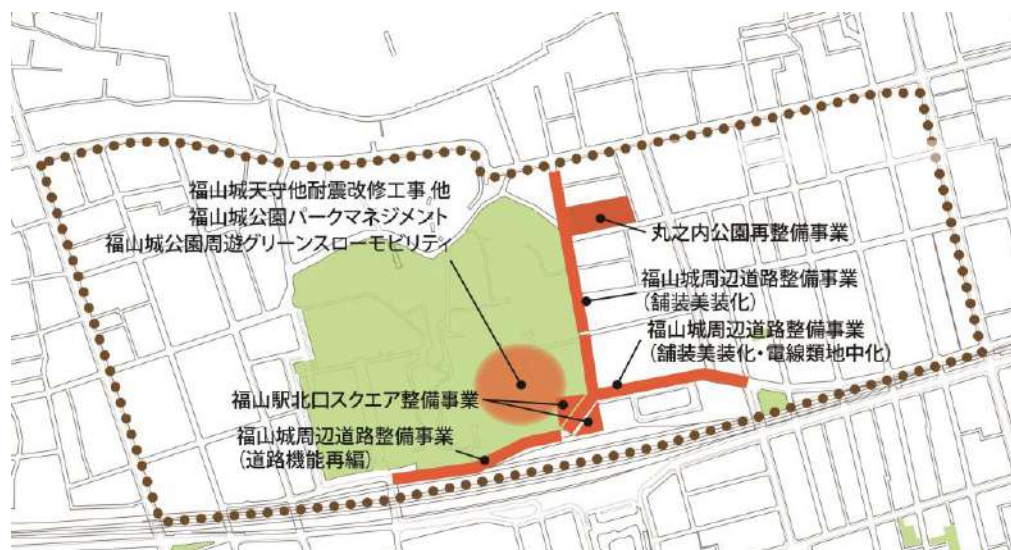 福山城天守他耐震改修工事 他
福山城公園パークマネジメント
福山城公園周遊グリーンスローモビリティ
丸之内公園再整備事業
福山城周辺道路整備事業
(舗装美装化)
福山城周辺道路整備事業
(舗装美装化・電線類地中化)
福山駅北口スクエア整備事業
福山城周辺道路整備事業
(道路機能再編)